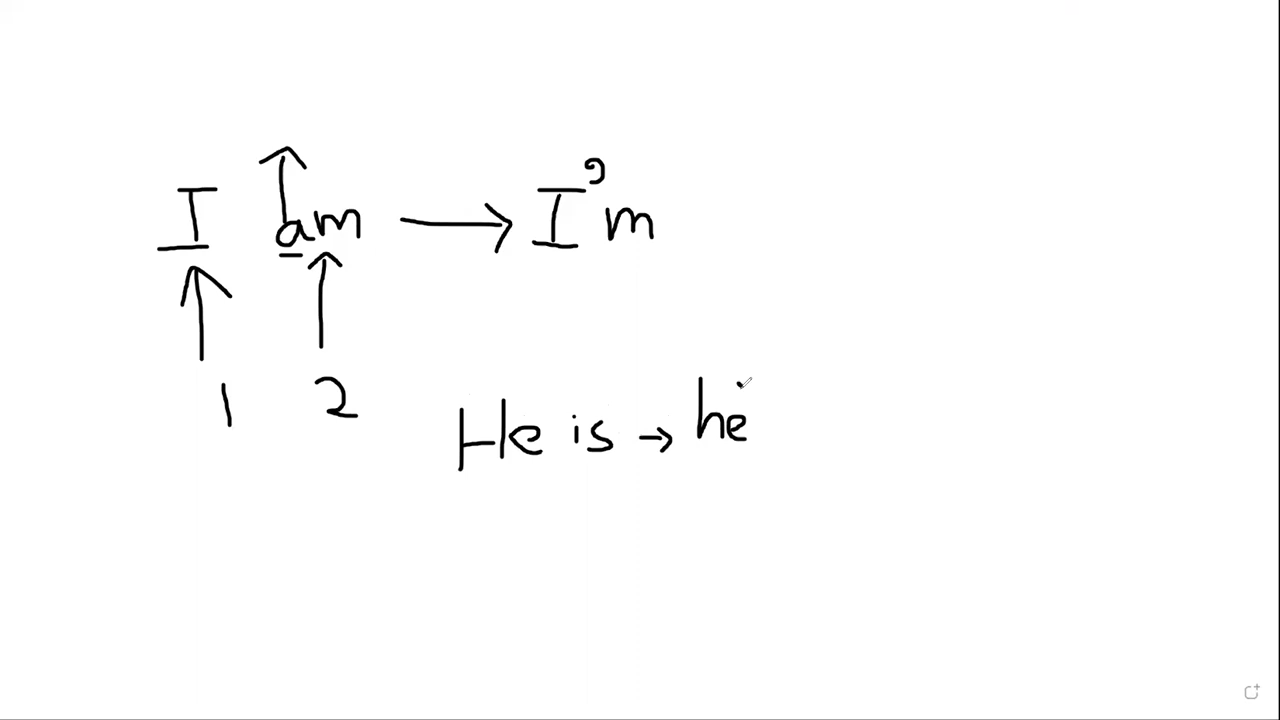 I am → I'm
1 2
He is → he